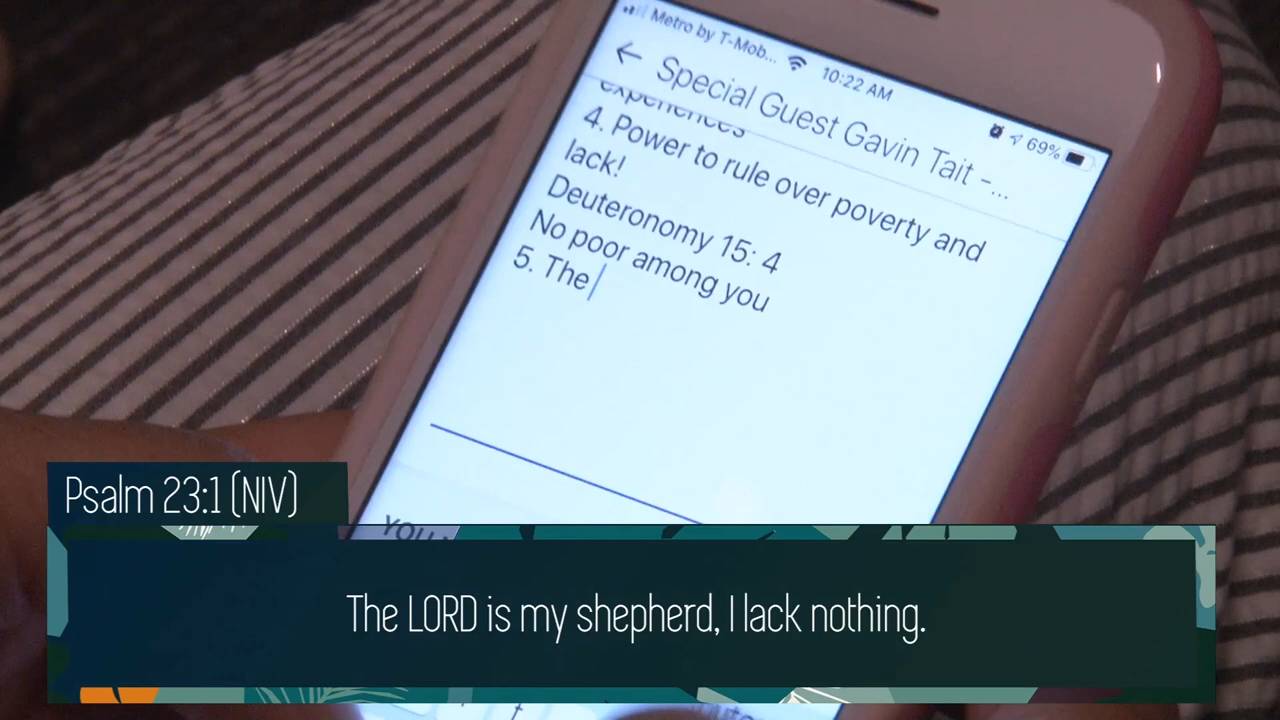 Metro by T-Mob... 10:22 AM 69%
Special Guest Gavin Tait -...
experiences
4. Power to rule over poverty and
lack!
Deuteronomy 15: 4
No poor among you
5. The
YOU
Psalm 23:1 (NIV)
The LORD is my shepherd, I lack nothing.